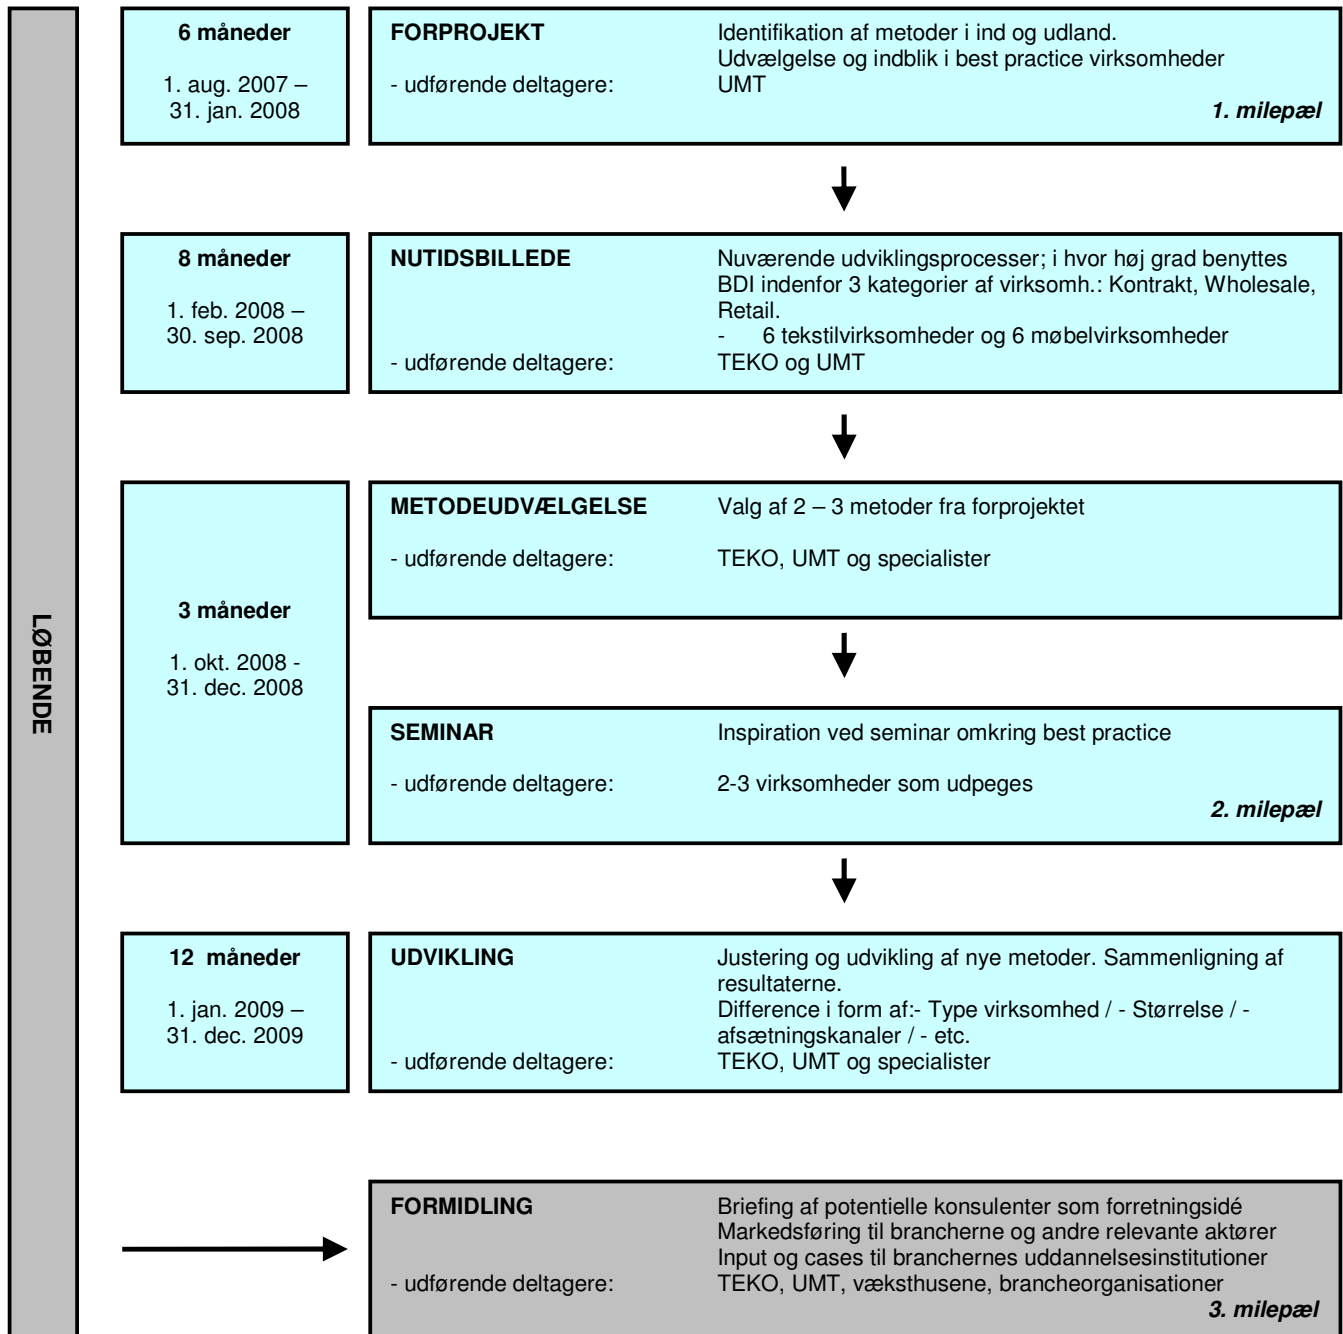 LØBENDE
6 måneder
1. aug. 2007 –
31. jan. 2008
FORPROJEKT Identifikation af metoder i ind og udland.
Udvælgelse og indblik i best practice virksomheder
- udførende deltagere: UMT
1. milepæl
8 måneder
1. feb. 2008 –
30. sep. 2008
NUTIDSBILLEDE Nuværende udviklingsprocesser; i hvor høj grad benyttes
BDI indenfor 3 kategorier af virksomh.: Kontrakt, Wholesale,
Retail.
- 6 tekstilvirksomheder og 6 møbelvirksomheder
- udførende deltagere: TEKO og UMT
3 måneder
1. okt. 2008 -
31. dec. 2008
METODEUDVÆLGELSE Valg af 2 – 3 metoder fra forprojektet
- udførende deltagere: TEKO, UMT og specialister
SEMINAR Inspiration ved seminar omkring best practice
- udførende deltagere: 2-3 virksomheder som udpeges
2. milepæl
12 måneder
1. jan. 2009 –
31. dec. 2009
UDVIKLING Justering og udvikling af nye metoder. Sammenligning af
resultaterne.
Difference i form af:- Type virksomhed / - Størrelse / -
afsætningskanaler / - etc.
- udførende deltagere: TEKO, UMT og specialister
FORMIDLING Briefing af potentielle konsulenter som forretningsidé
Markedsføring til brancherne og andre relevante aktører
Input og cases til branchernes uddannelsesinstitutioner
- udførende deltagere: TEKO, UMT, væksthusene, brancheorganisationer
3. milepæl